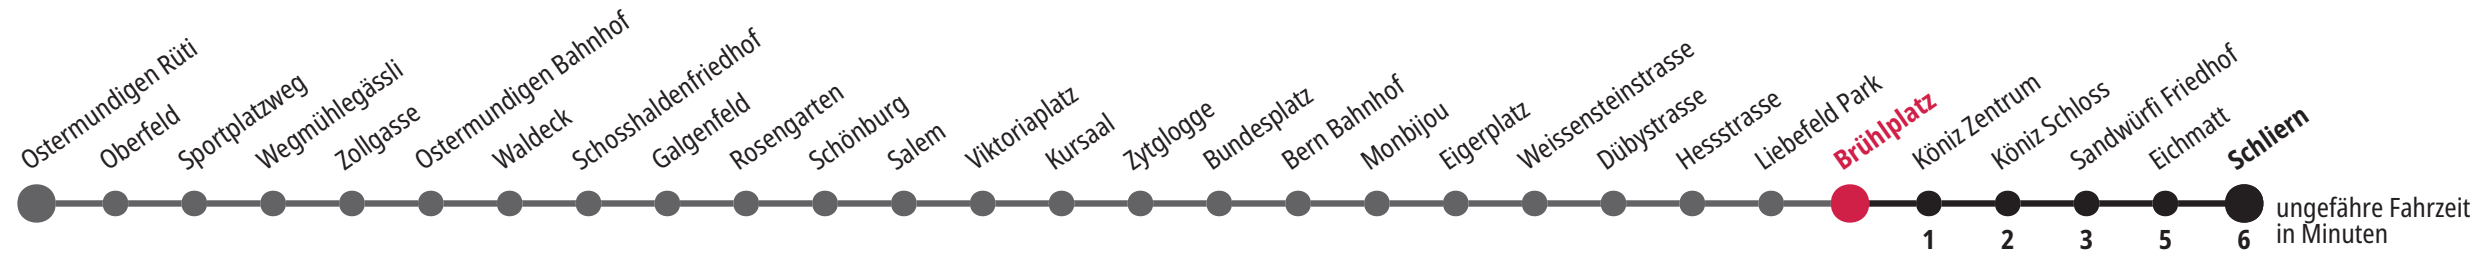 Ostermundigen Rüti
Oberfeld
Sportplatzweg
Wegmühlegässli
Zollgasse
Ostermundigen Bahnhof
Waldeck
Schosshaldenfriedhof
Galgenfeld
Rosengarten
Schönburg
Salem
Viktoriaplatz
Kursaal
Zytglogge
Bundesplatz
Bern Bahnhof
Monbijou
Eigerplatz
Weissensteinstrasse
Dübystrasse
Hessstrasse
Liebefeld Park
Brühlplatz
Köniz Zentrum
Köniz Schloss
Sandwürfi Friedhof
Eichmatt
Schliern
1 2 3 5 6
ungefähre Fahrzeit
in Minuten